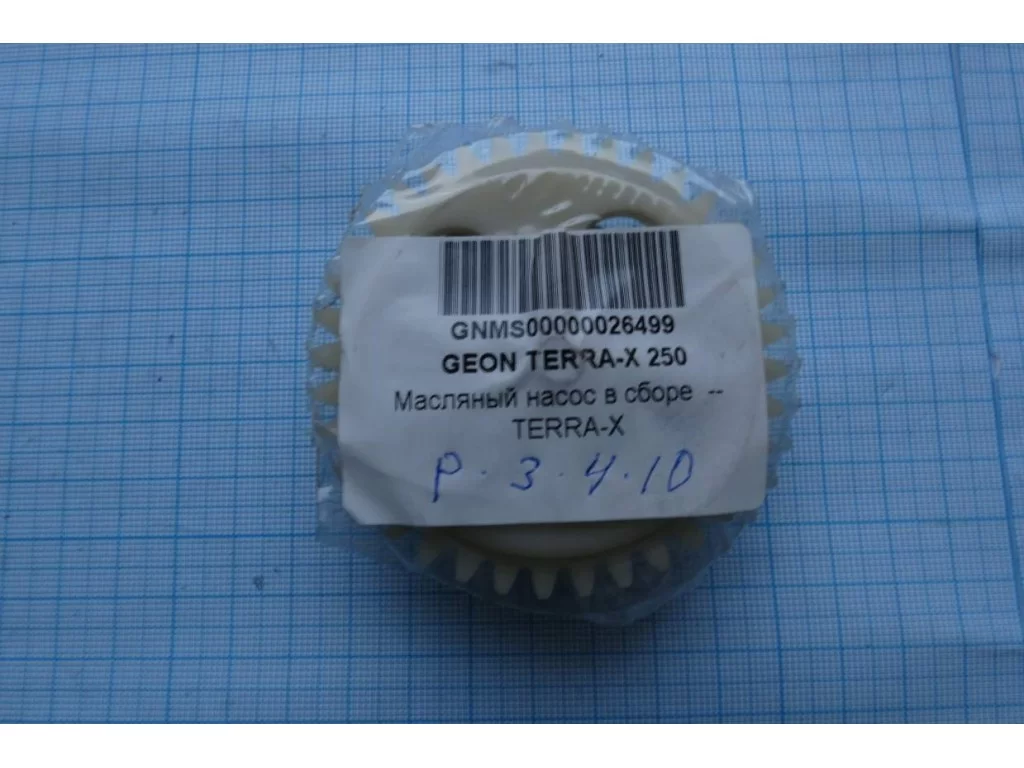 GNMS00000026499
GEON TERRA-X 250
Масляный насос в сборе --
TERRA-X
P. 3. 4. 10